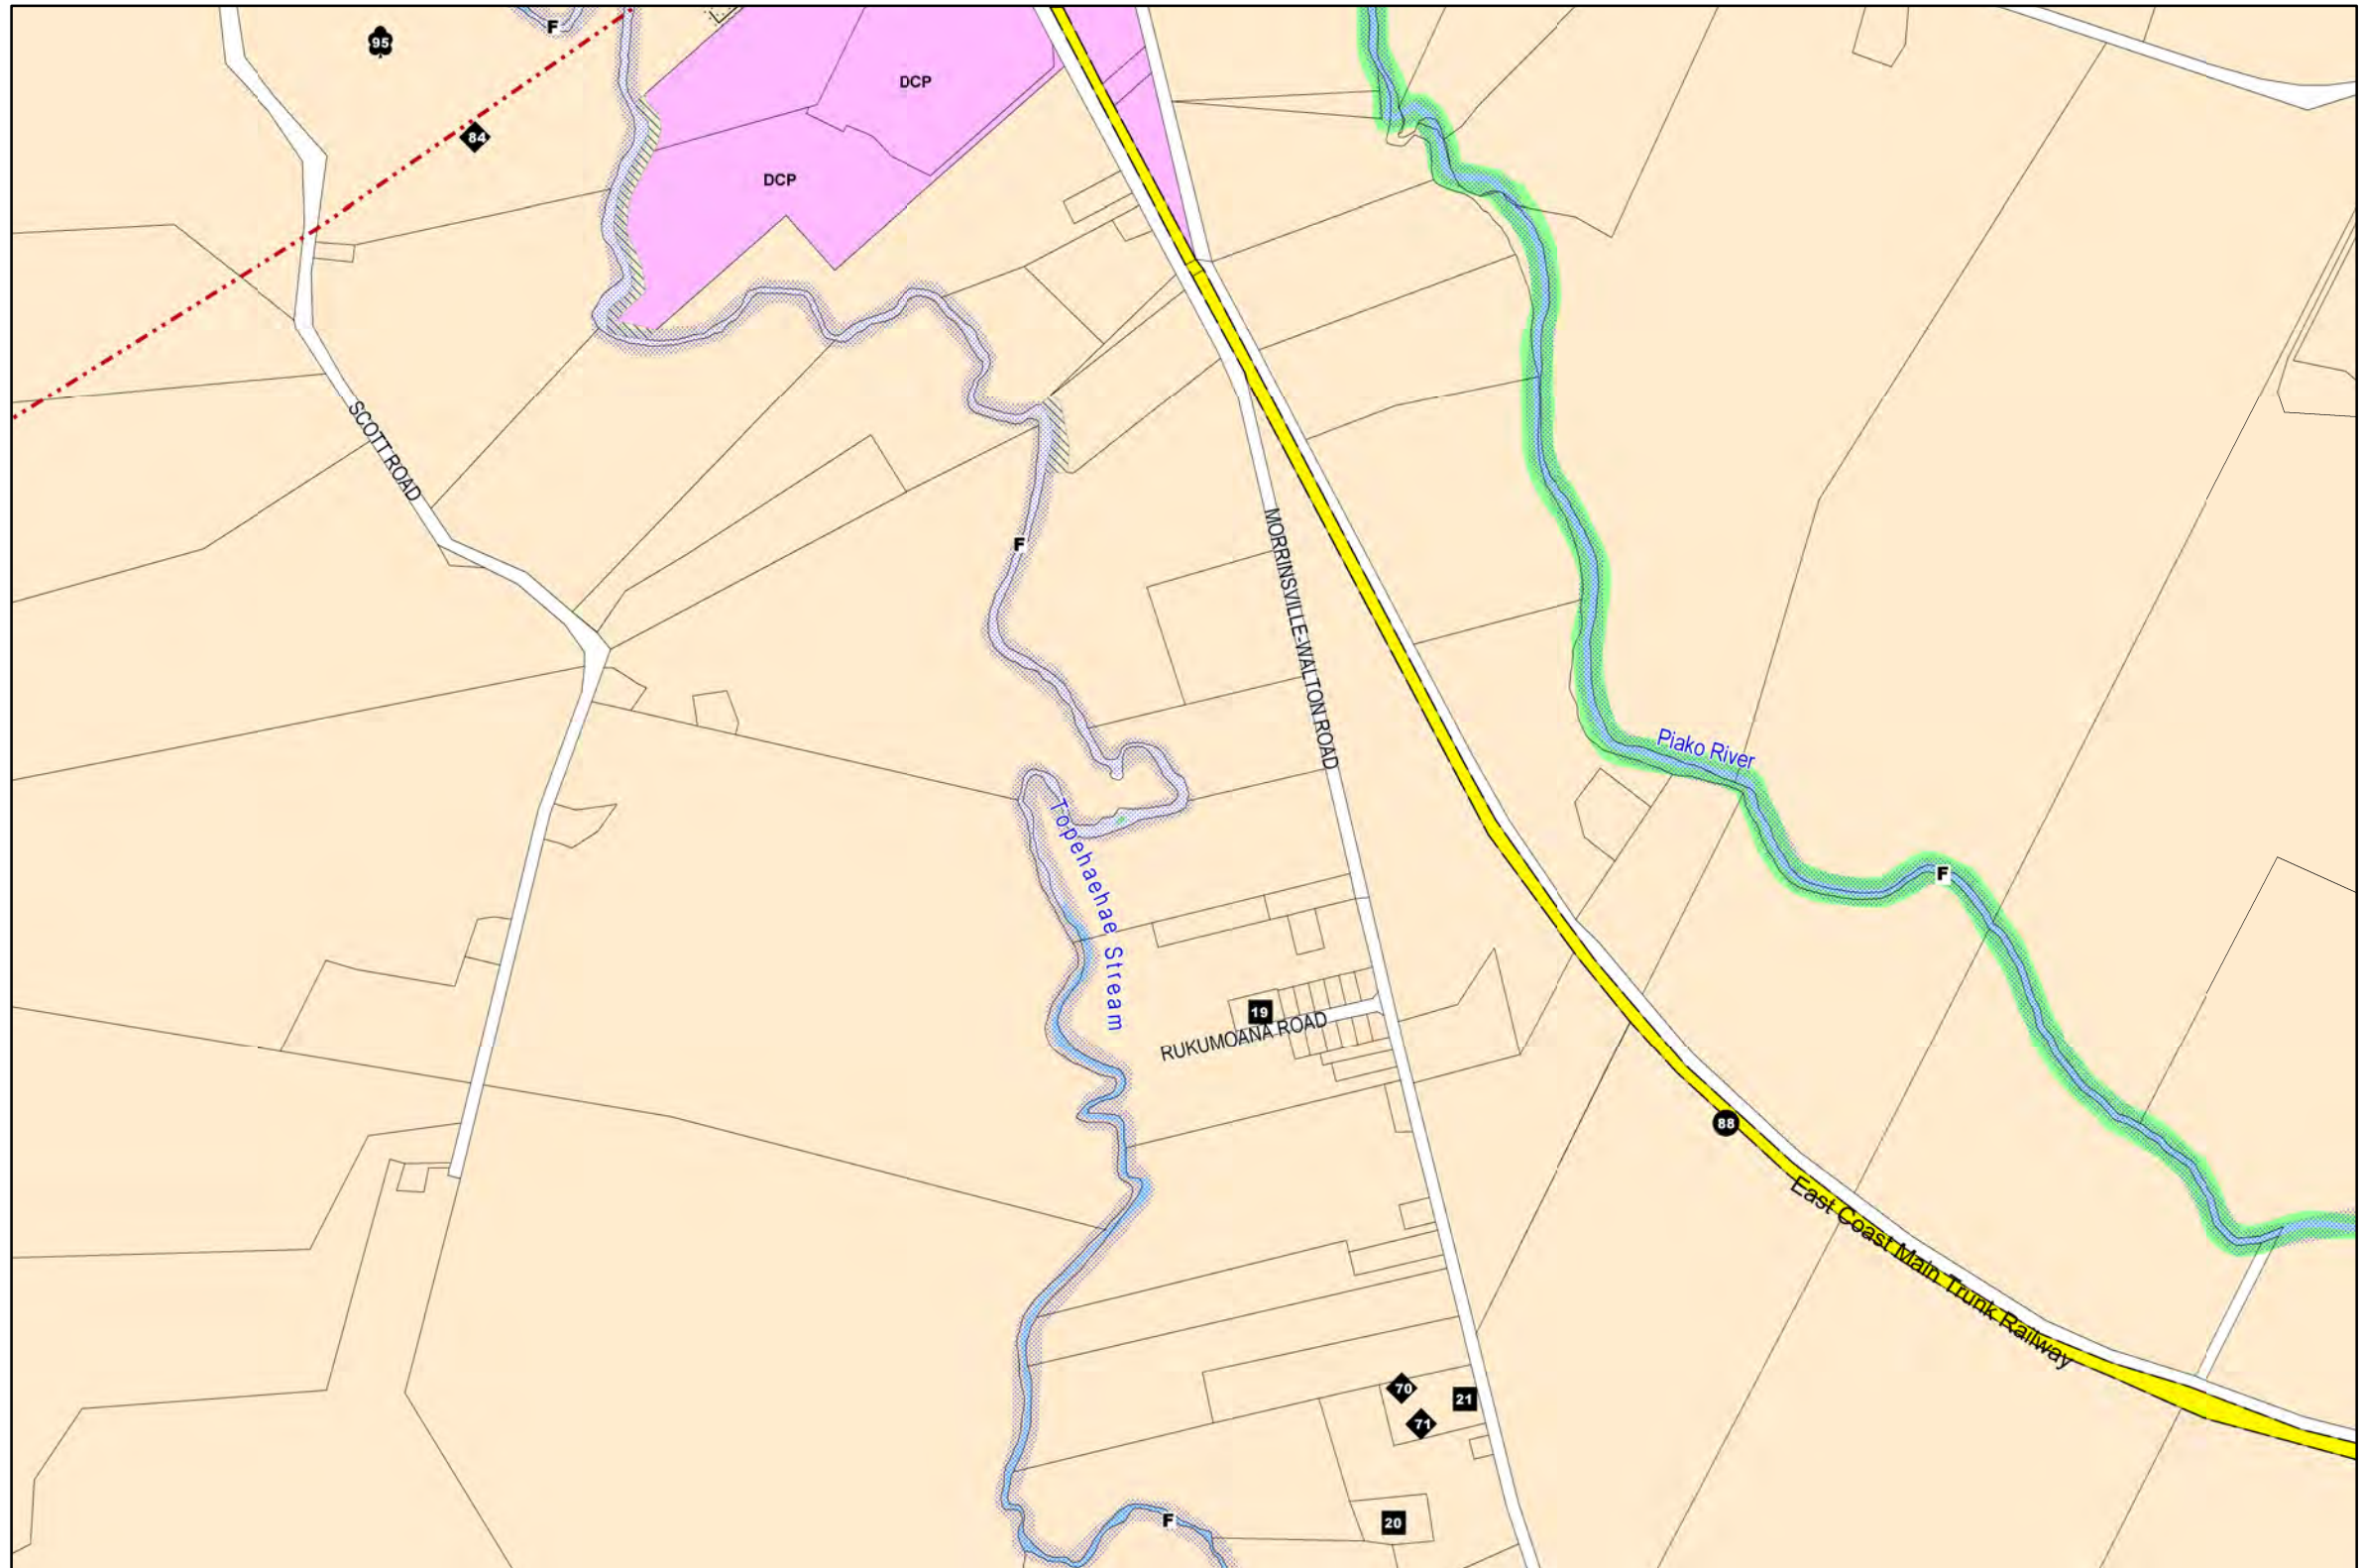 F
95
DCP
84
DCP
SCOTT ROAD
MORRINSVILLE-WALTON ROAD
F
Piako River
Topehaehae Stream
F
19
RUKUMOANA ROAD
88
East Coast Main Trunk Railway
70
21
71
F
20